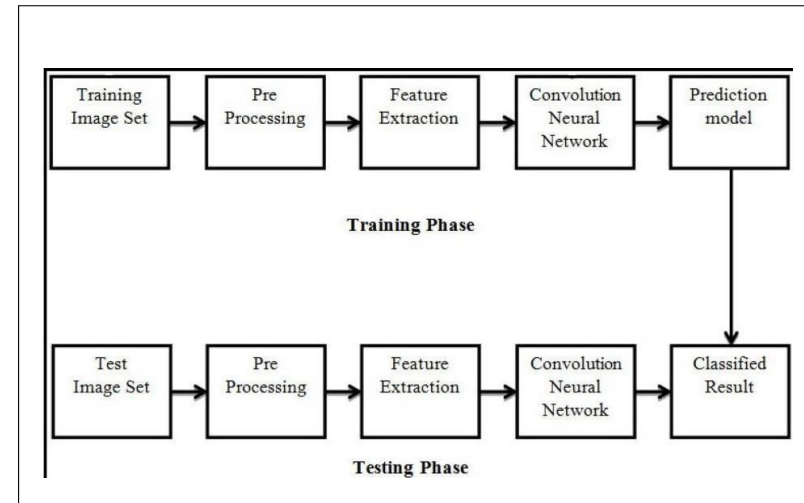 Training
Image Set
Pre
Processing
Feature
Extraction
Convolution
Neural
Network
Prediction
model
Training Phase
Test
Image Set
Pre
Processing
Feature
Extraction
Convolution
Neural
Network
Classified
Result
Testing Phase